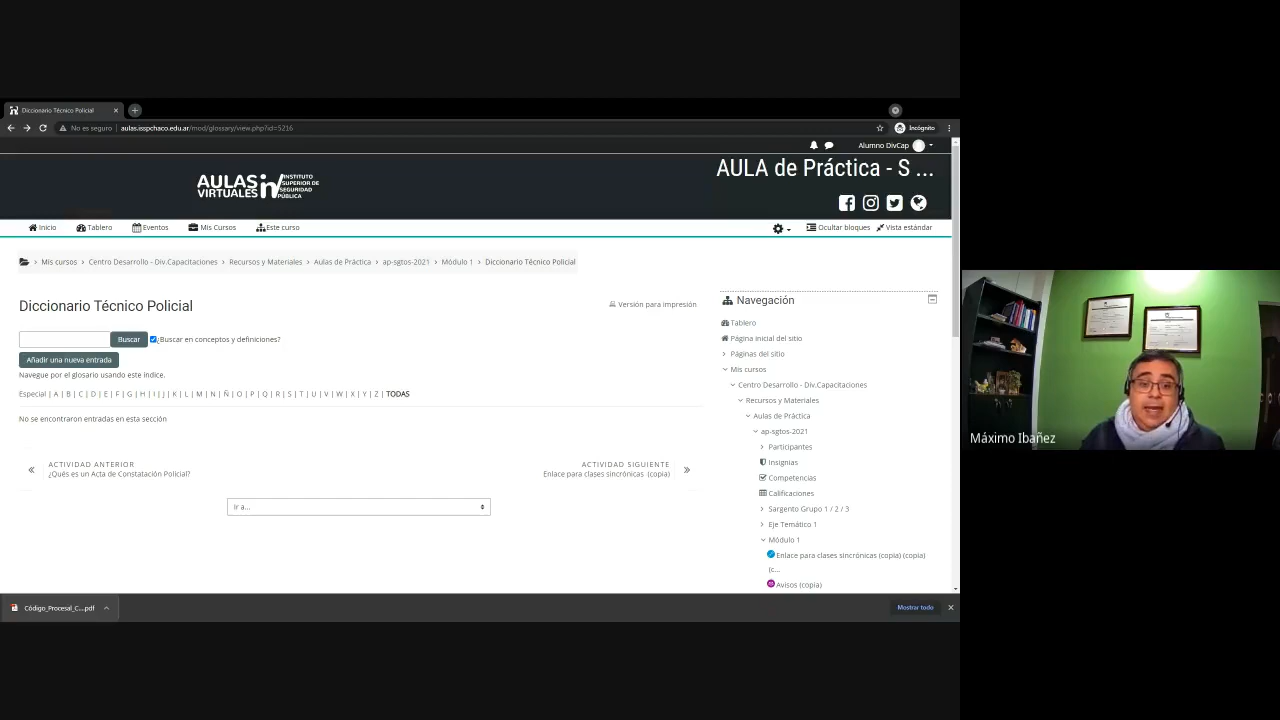 Diccionario Técnico Policial
No es seguro
aulas.isspchaco.edu.ar/mod/glossary/view.php?id=5216
Incógnito
Alumno DivCap
AULAS VIRTUALES
INSTITUTO SUPERIOR DE SEGURIDAD PÚBLICA
AULA de Práctica - S ...
Inicio
Tablero
Eventos
Mis Cursos
Este curso
Ocultar bloques
Vista estándar
Mis cursos › Centro Desarrollo - Div.Capacitaciones › Recursos y Materiales › Aulas de Práctica › ap-sgtos-2021 › Módulo 1 › Diccionario Técnico Policial
Diccionario Técnico Policial
Versión para impresión
Buscar
¿Buscar en conceptos y definiciones?
Añadir una nueva entrada
Navegue por el glosario usando este índice.
Especial | A | B | C | D | E | F | G | H | I | J | K | L | M | N | Ñ | O | P | Q | R | S | T | U | V | W | X | Y | Z | TODAS
No se encontraron entradas en esta sección
ACTIVIDAD ANTERIOR
¿Qués es un Acta de Constatación Policial?
ACTIVIDAD SIGUIENTE
Enlace para clases sincrónicas (copia)
Ir a...
Navegación
Tablero
Página inicial del sitio
Páginas del sitio
Mis cursos
Centro Desarrollo - Div.Capacitaciones
Recursos y Materiales
Aulas de Práctica
ap-sgtos-2021
Participantes
Insignias
Competencias
Calificaciones
Sargento Grupo 1 / 2 / 3
Eje Temático 1
Módulo 1
Enlace para clases sincrónicas (copia) (copia)
(c...
Avisos (copia)
Código_Procesal_C....pdf
Mostrar todo
Máximo Ibañez